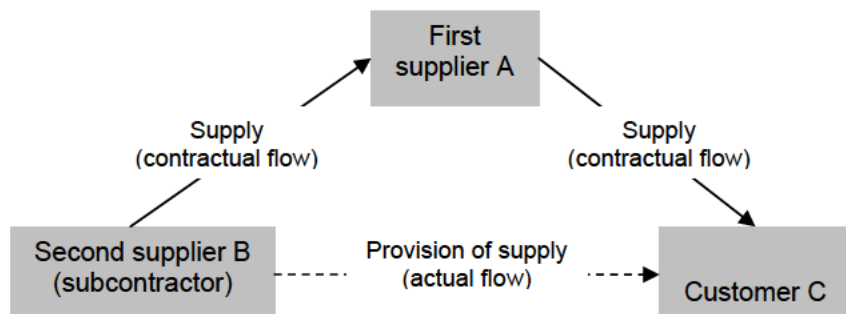 First
supplier A
Supply
(contractual flow)
Supply
(contractual flow)
Second supplier B
(subcontractor)
Provision of supply
(actual flow)
Customer C